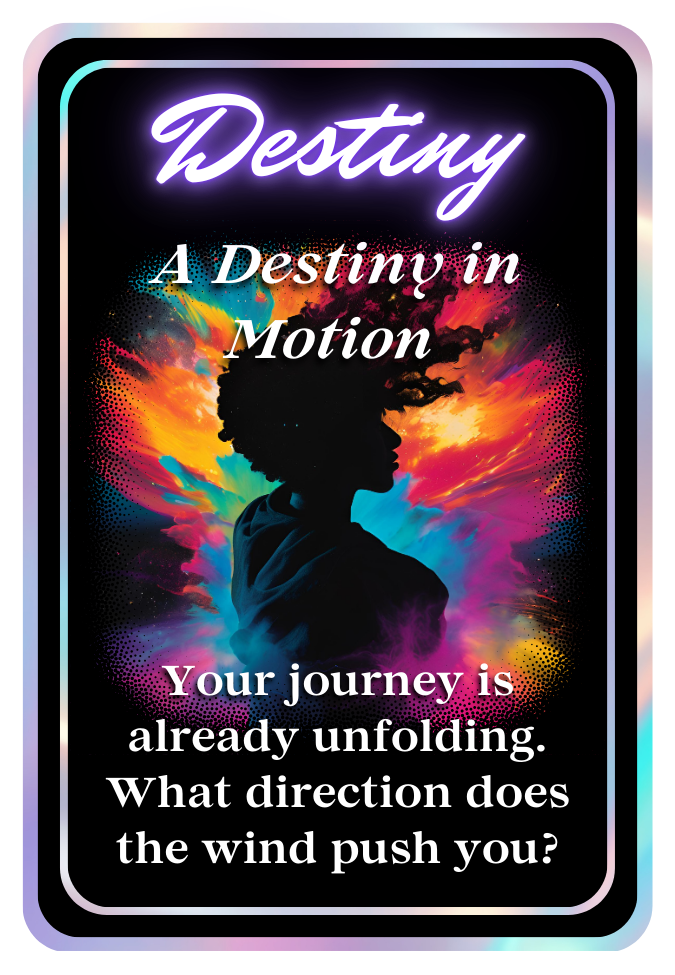 Destiny
A Destiny in
Motion
Your journey is
already unfolding.
What direction does
the wind push you?